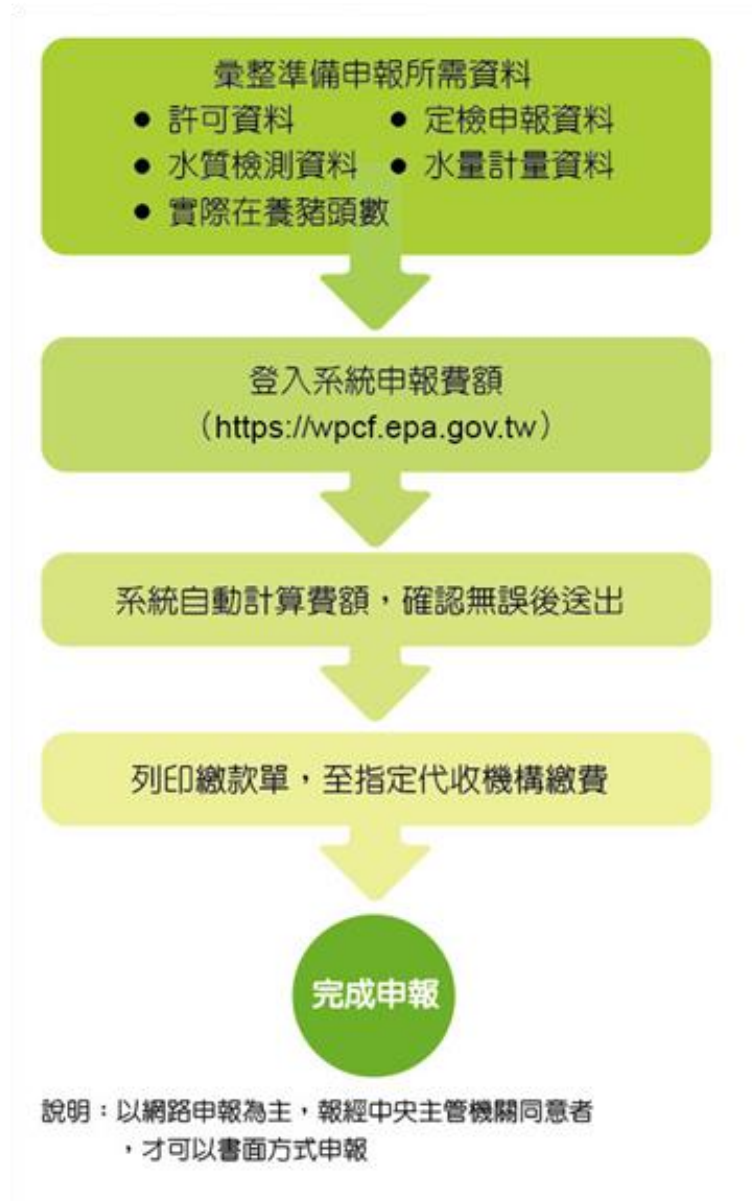 彙整準備申報所需資料
● 許可資料 ● 定檢申報資料
● 水質檢測資料 ● 水量計量資料
● 實際在養豬頭數
登入系統申報費額
（https://wpcf.epa.gov.tw）
系統自動計算費額，確認無誤後送出
列印繳款單，至指定代收機構繳費
完成申報
說明：以網路申報為主，報經中央主管機關同意者
，才可以書面方式申報